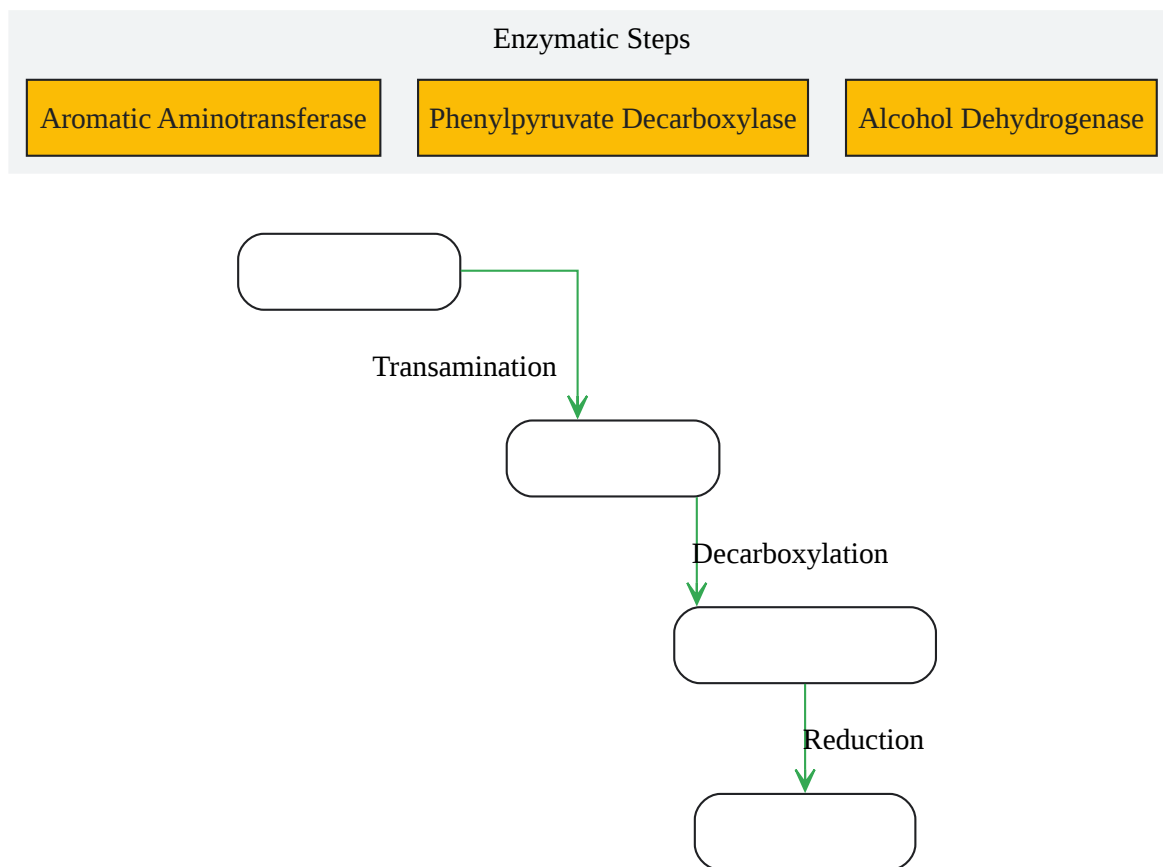 Enzymatic Steps
Aromatic Aminotransferase
Phenylpyruvate Decarboxylase
Alcohol Dehydrogenase
Transamination
Decarboxylation
Reduction